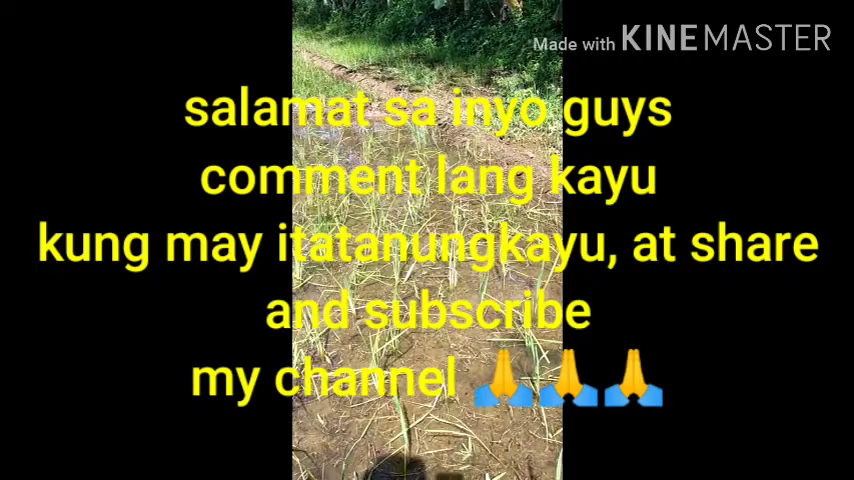 Made with KINEMASTER
salamat sa inyo guys
comment lang kayu
kung may itatanungkayu, at share
and subscribe
my channel 🙏🙏🙏